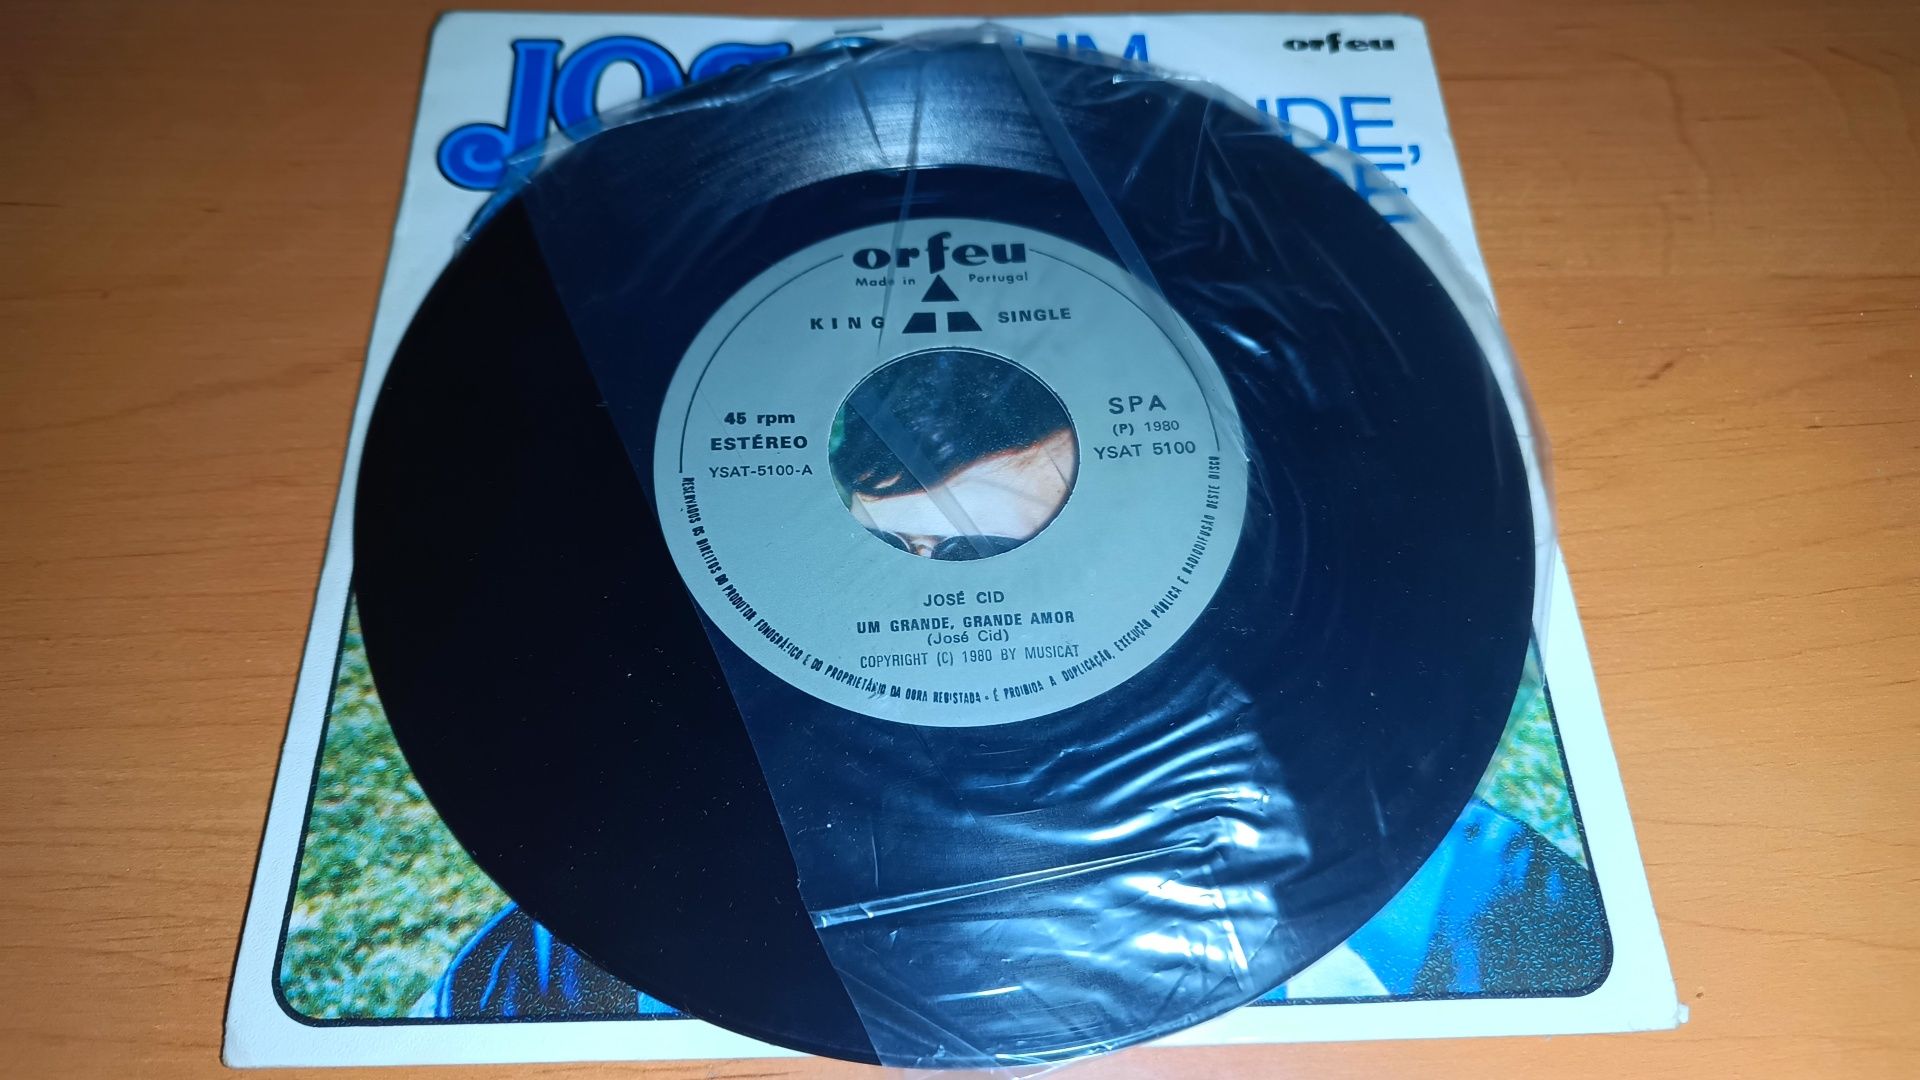 JOSÉ
UM
orfeu
orfeu
Made in Portugal
KING SINGLE
45 rpm
ESTÉREO
YSAT-5100-A
SPA
(P) 1980
YSAT 5100
JOSÉ CID
UM GRANDE, GRANDE AMOR
(José Cid)
COPYRIGHT (C) 1980 BY MUSICAT
RESERVADOS OS DIREITOS DO PRODUTOR FONOGRÁFICO E DO PROPRIETÁRIO DA OBRA REGISTADA - É PROIBIDA A DUPLICAÇÃO, EXECUÇÃO PÚBLICA E RADIODIFUSÃO DESTE DISCO